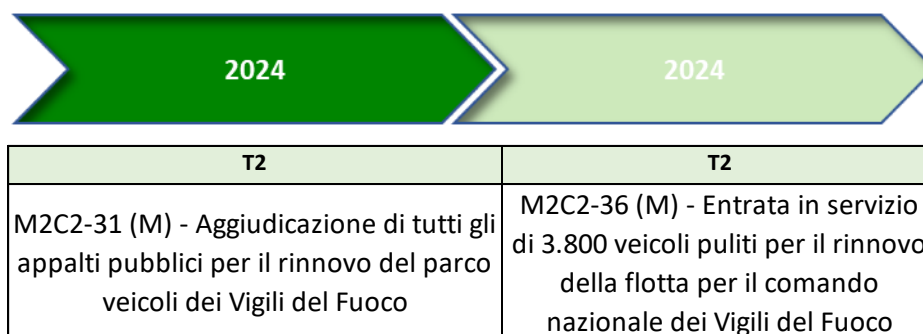 2024
2024
T2
T2
M2C2-31 (M) - Aggiudicazione di tutti gli
appalti pubblici per il rinnovo del parco
veicoli dei Vigili del Fuoco
M2C2-36 (M) - Entrata in servizio
di 3.800 veicoli puliti per il rinnovo
della flotta per il comando
nazionale dei Vigili del Fuoco